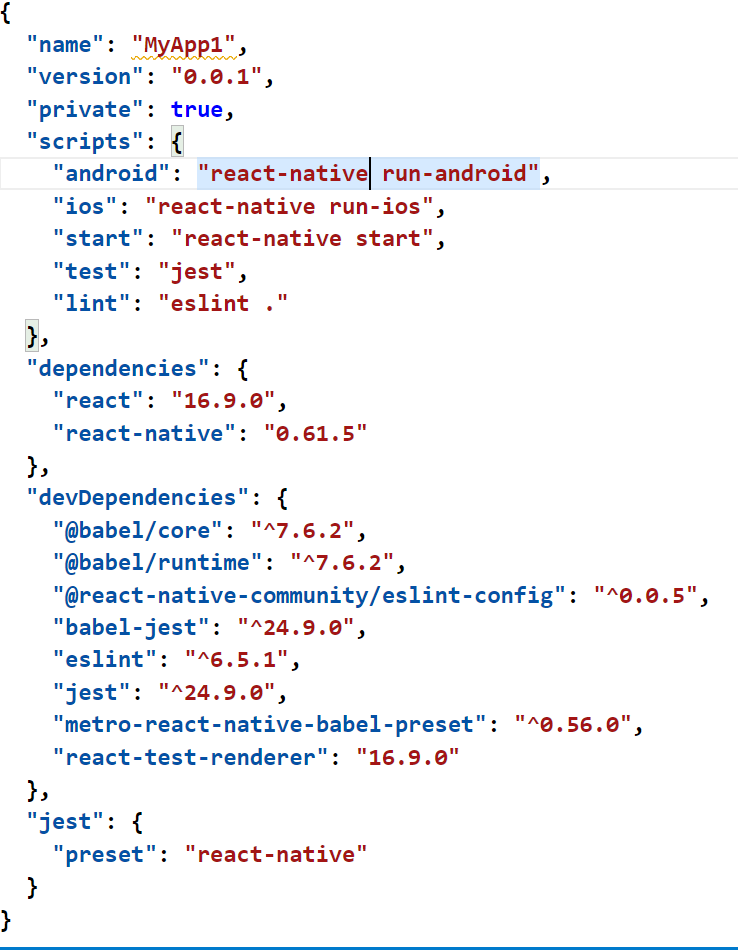 {
  "name": "MyApp1",
  "version": "0.0.1",
  "private": true,
  "scripts": {
    "android": "react-native run-android",
    "ios": "react-native run-ios",
    "start": "react-native start",
    "test": "jest",
    "lint": "eslint ."
  },
  "dependencies": {
    "react": "16.9.0",
    "react-native": "0.61.5"
  },
  "devDependencies": {
    "@babel/core": "^7.6.2",
    "@babel/runtime": "^7.6.2",
    "@react-native-community/eslint-config": "^0.0.5",
    "babel-jest": "^24.9.0",
    "eslint": "^6.5.1",
    "jest": "^24.9.0",
    "metro-react-native-babel-preset": "^0.56.0",
    "react-test-renderer": "16.9.0"
  },
  "jest": {
    "preset": "react-native"
  }
}